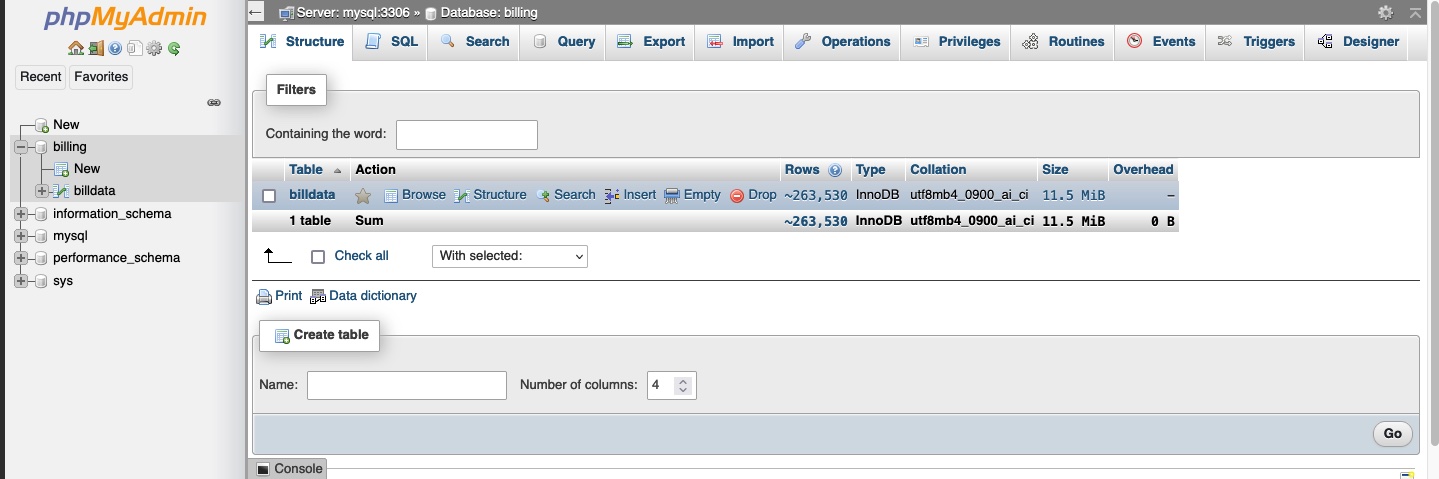 phpMyAdmin
Recent Favorites
New
billing
New
billdata
information_schema
mysql
performance_schema
sys
Server: mysql:3306 » Database: billing
Structure SQL Search Query Export Import Operations Privileges Routines Events Triggers Designer
Filters
Containing the word:
Table Action Rows Type Collation Size Overhead
billdata Browse Structure Search Insert Empty Drop ~263,530 InnoDB utf8mb4_0900_ai_ci 11.5 MiB –
1 table Sum ~263,530 InnoDB utf8mb4_0900_ai_ci 11.5 MiB 0 B
Check all With selected:
Print Data dictionary
Create table
Name: Number of columns: 4
Go
Console